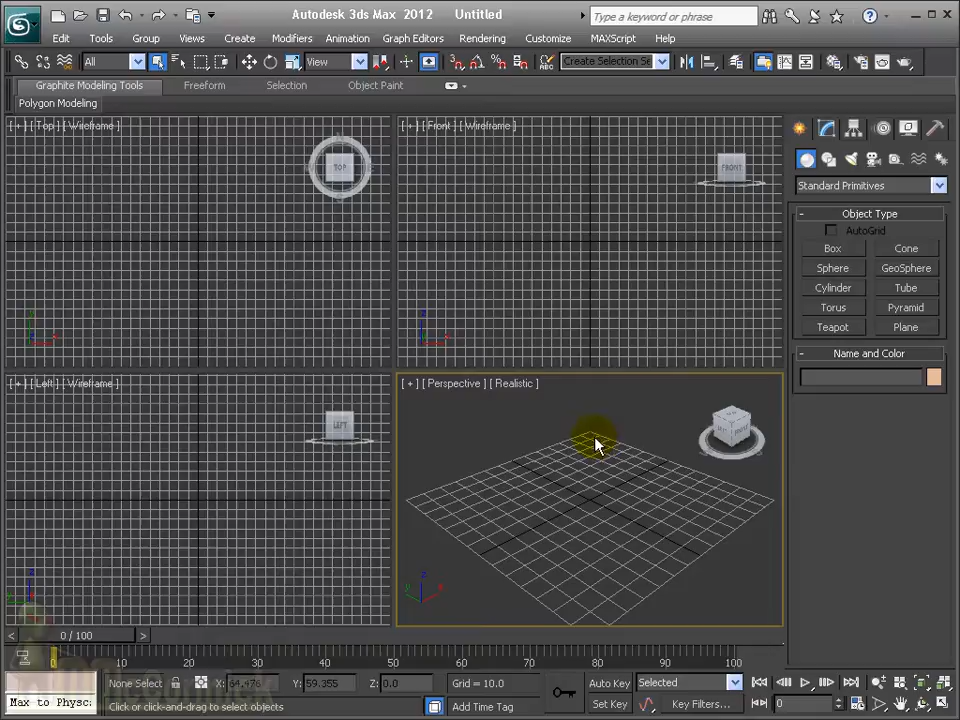 Autodesk 3ds Max 2012 Untitled
Type a keyword or phrase
Edit Tools Group Views Create Modifiers Animation Graph Editors Rendering Customize MAXScript Help
All View Create Selection Se
Graphite Modeling Tools Freeform Selection Object Paint
Polygon Modeling
[ + ] [ Top ] [ Wireframe ]
TOP
[ + ] [ Front ] [ Wireframe ]
FRONT
Standard Primitives
Object Type
AutoGrid
Box Cone
Sphere GeoSphere
Cylinder Tube
Torus Pyramid
Teapot Plane
Name and Color
[ + ] [ Left ] [ Wireframe ]
LEFT
[ + ] [ Perspective ] [ Realistic ]
0 / 100
0 10 20 30 40 50 60 70 80 90 100
None Select X: 64.476 Y: 59.355 Z: 0.0 Grid = 10.0 Auto Key Selected
Max to Physc: Click or click-and-drag to select objects Add Time Tag Set Key Key Filters... 0